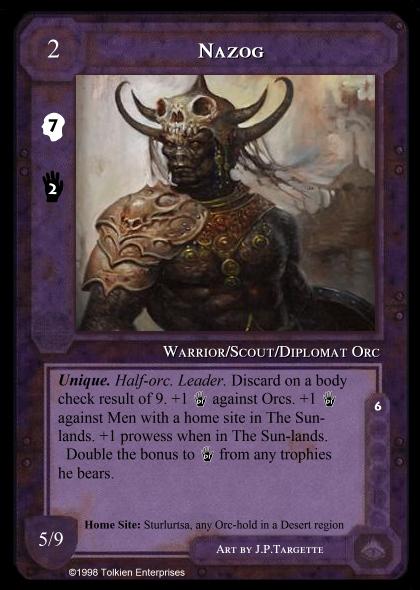 2
NAZOG
7
2
WARRIOR/SCOUT/DIPLOMAT ORC
Unique. Half-orc. Leader. Discard on a body
check result of 9. +1 DI against Orcs. +1 DI
against Men with a home site in The Sun-
lands. +1 prowess when in The Sun-lands.
Double the bonus to DI from any trophies
he bears.
6
Home Site: Sturlurtsa, any Orc-hold in a Desert region
5/9
ART BY J.P.TARGETTE
©1998 Tolkien Enterprises